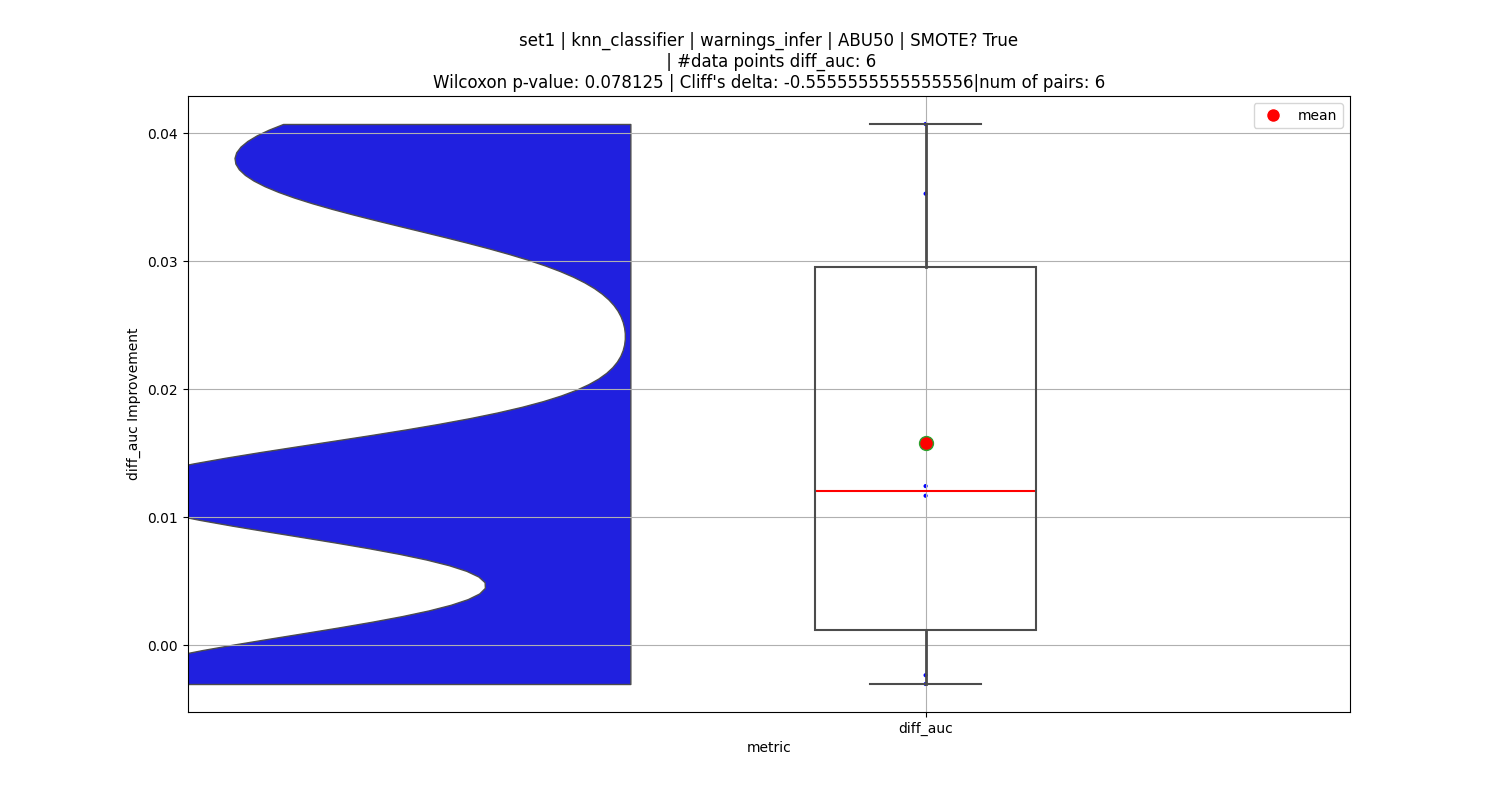 set1 | knn_classifier | warnings_infer | ABU50 | SMOTE? True
| #data points diff_auc: 6
Wilcoxon p-value: 0.078125 | Cliff's delta: -0.5555555555555556|num of pairs: 6
mean
0.04
0.03
0.02
0.01
0.00
diff_auc Improvement
diff_auc
metric